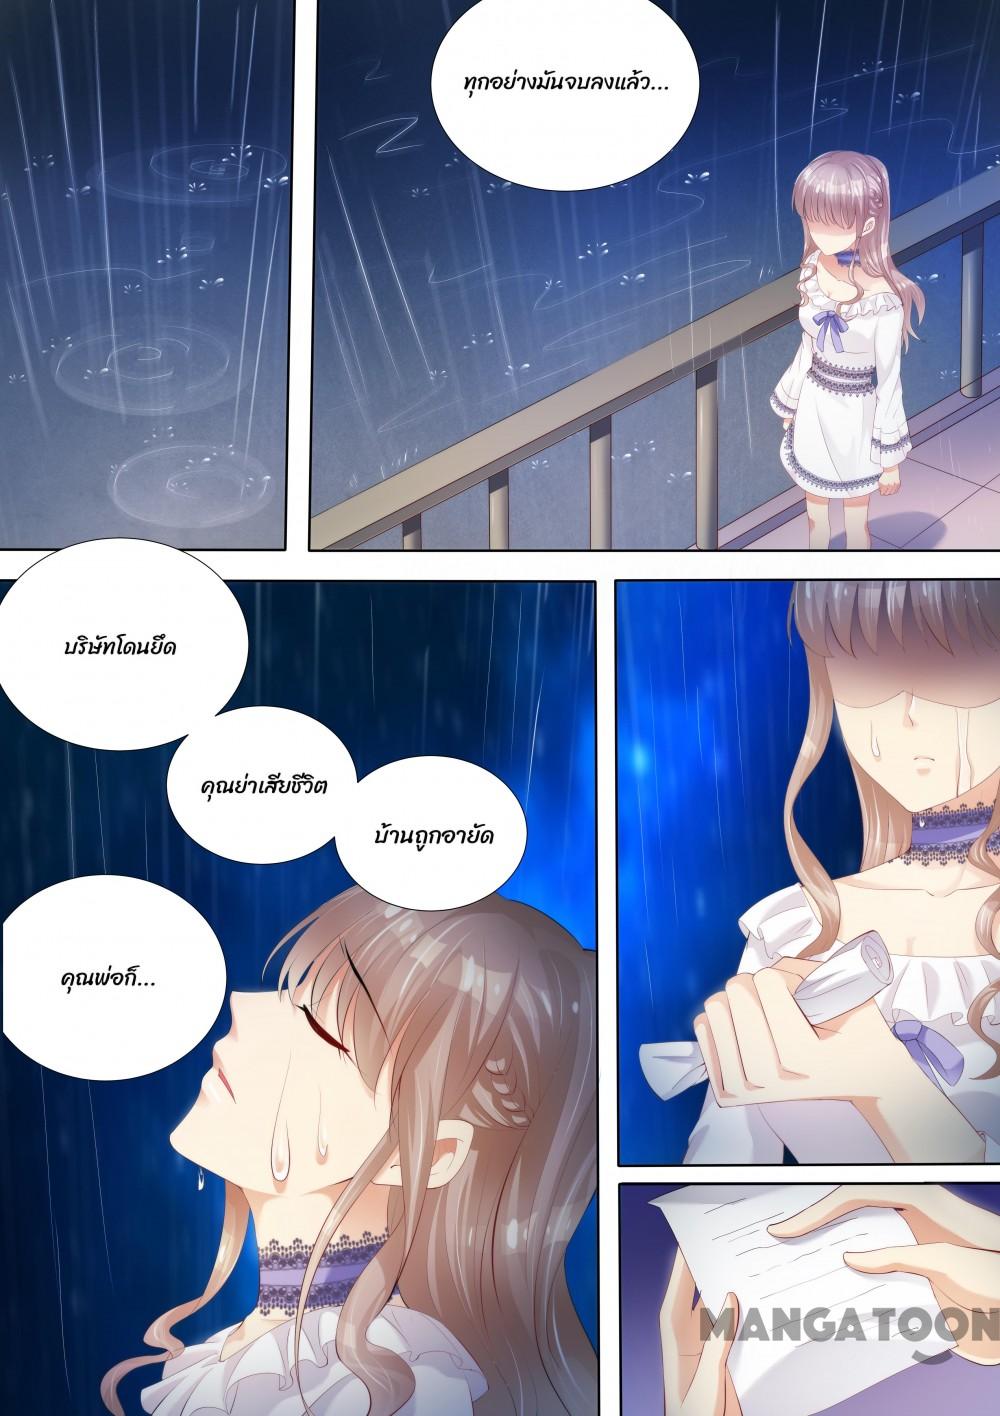 ทุกอย่างมันจบลงแล้ว...
บริษัทโดนยึด
คุณย่าเสียชีวิต
บ้านถูกอายัด
คุณพ่อก็...
MANGATOON